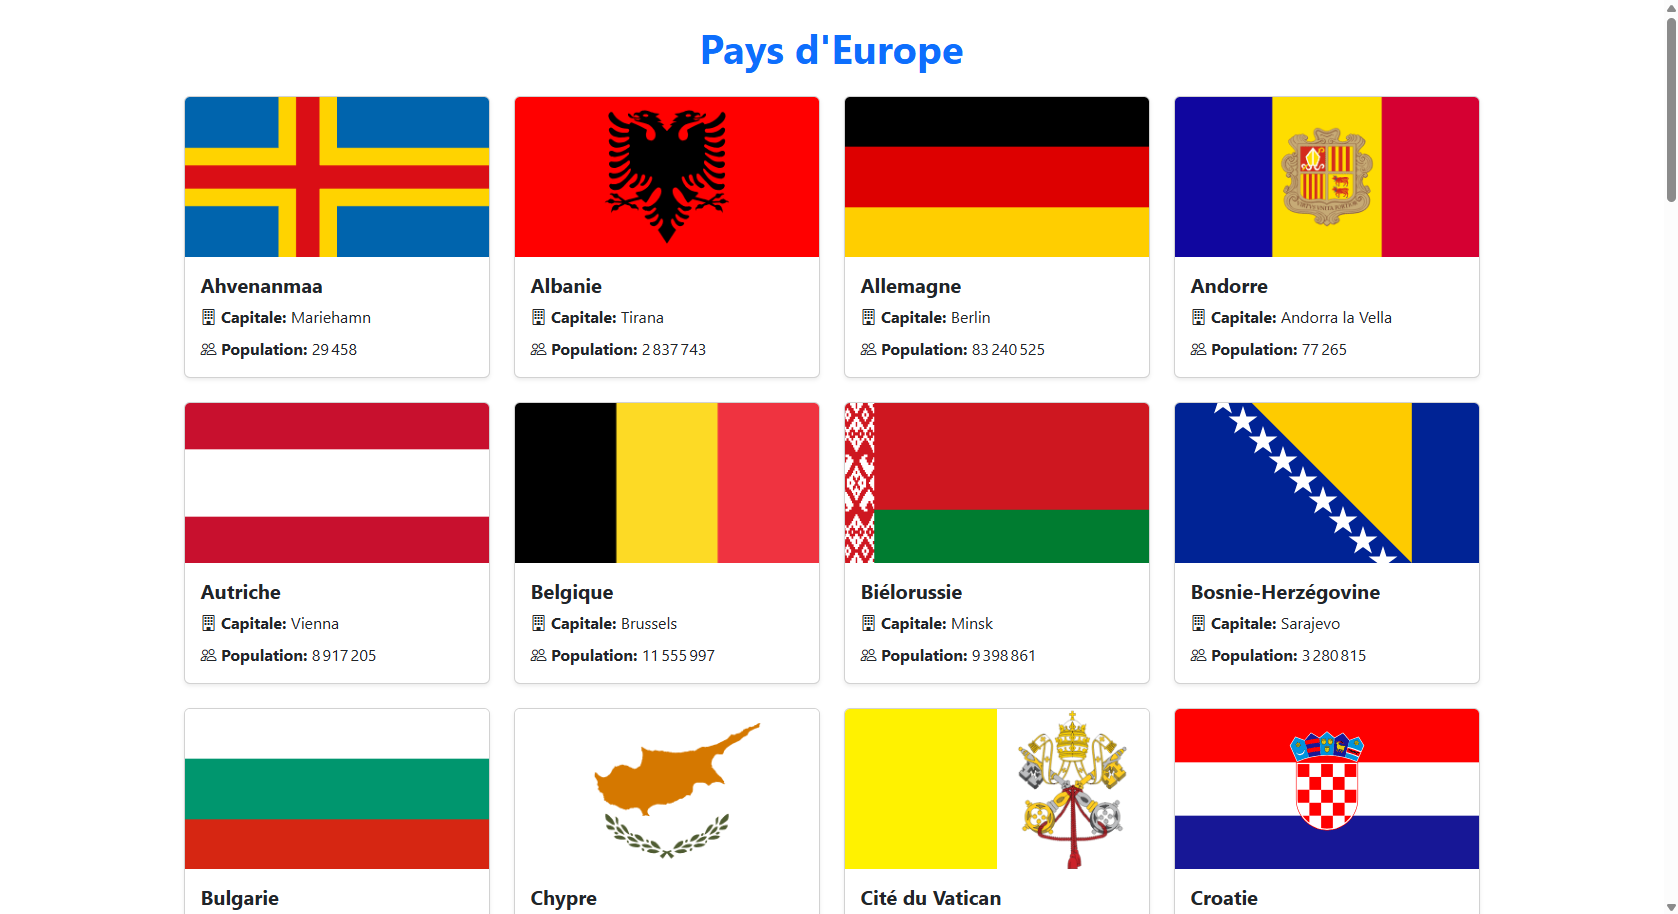 Pays d'Europe
Ahvenanmaa
Capitale: Mariehamn
Population: 29 458
Albanie
Capitale: Tirana
Population: 2 837 743
Allemagne
Capitale: Berlin
Population: 83 240 525
Andorre
Capitale: Andorra la Vella
Population: 77 265
Autriche
Capitale: Vienna
Population: 8 917 205
Belgique
Capitale: Brussels
Population: 11 555 997
Biélorussie
Capitale: Minsk
Population: 9 398 861
Bosnie-Herzégovine
Capitale: Sarajevo
Population: 3 280 815
Bulgarie
Chypre
Cité du Vatican
Croatie